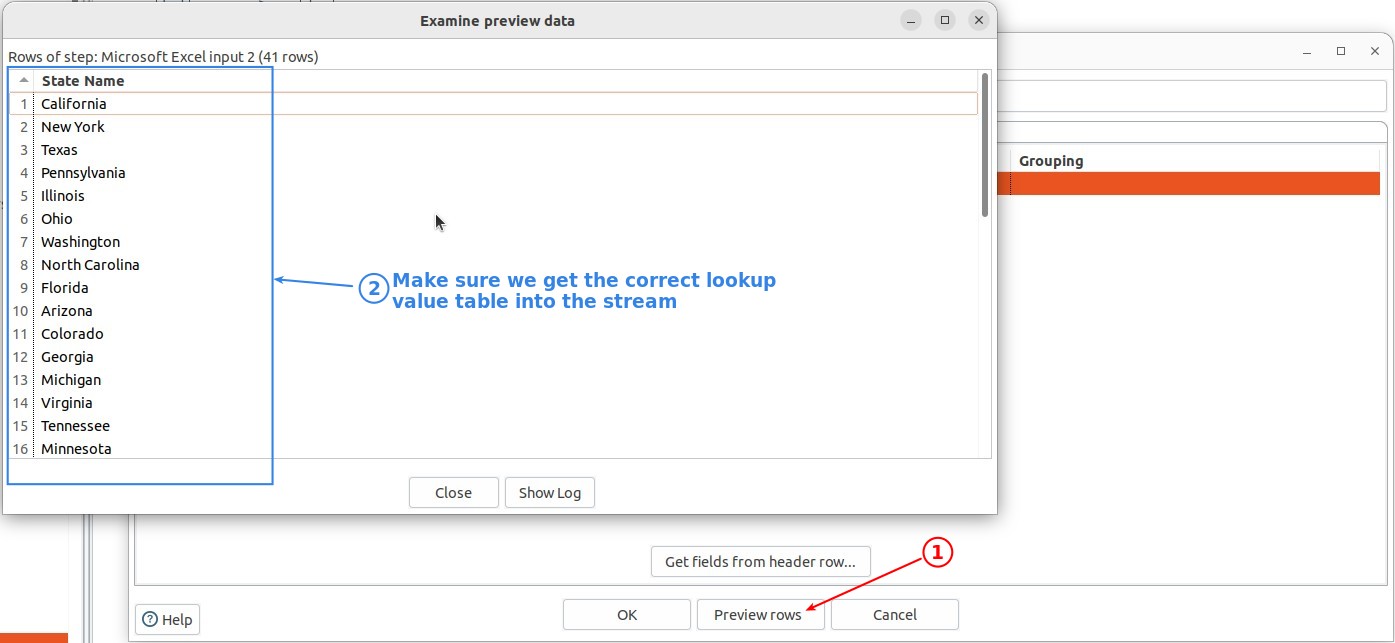 Examine preview data
Rows of step: Microsoft Excel input 2 (41 rows)
State Name
1 California
2 New York
3 Texas
4 Pennsylvania
5 Illinois
6 Ohio
7 Washington
8 North Carolina
9 Florida
10 Arizona
11 Colorado
12 Georgia
13 Michigan
14 Virginia
15 Tennessee
16 Minnesota
2 Make sure we get the correct lookup
value table into the stream
Close Show Log
Grouping
1
Get fields from header row...
Help OK Preview rows Cancel